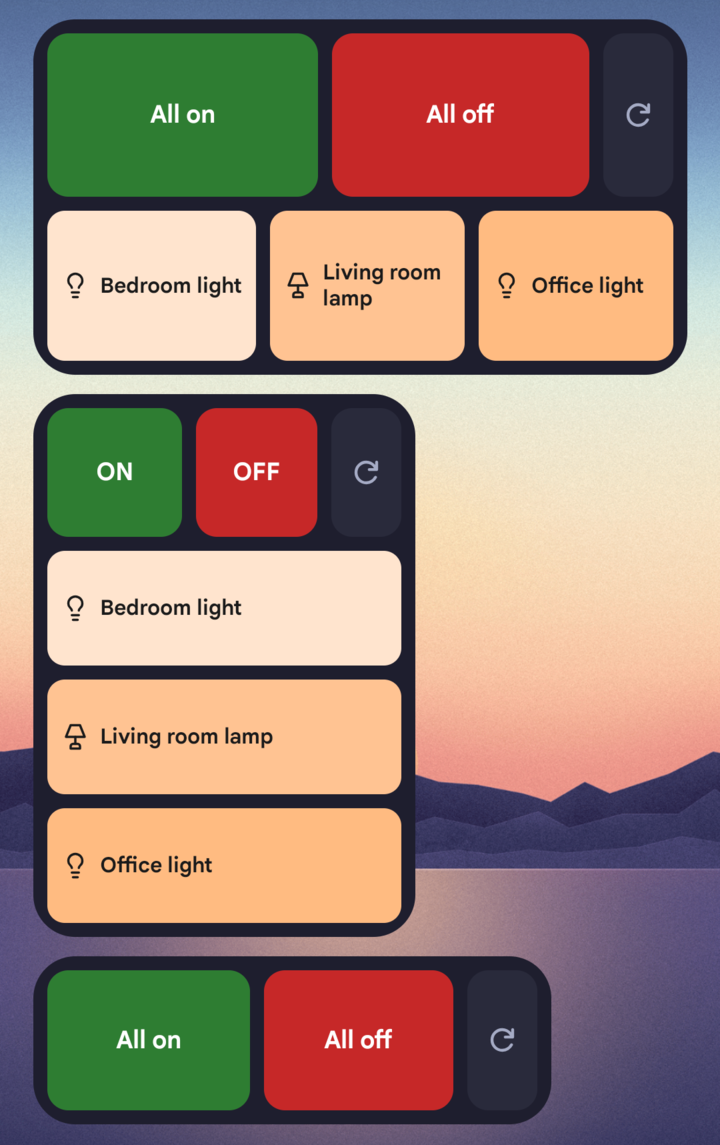 All on
All off
Bedroom light
Living room
lamp
Office light
ON
OFF
Bedroom light
Living room lamp
Office light
All on
All off